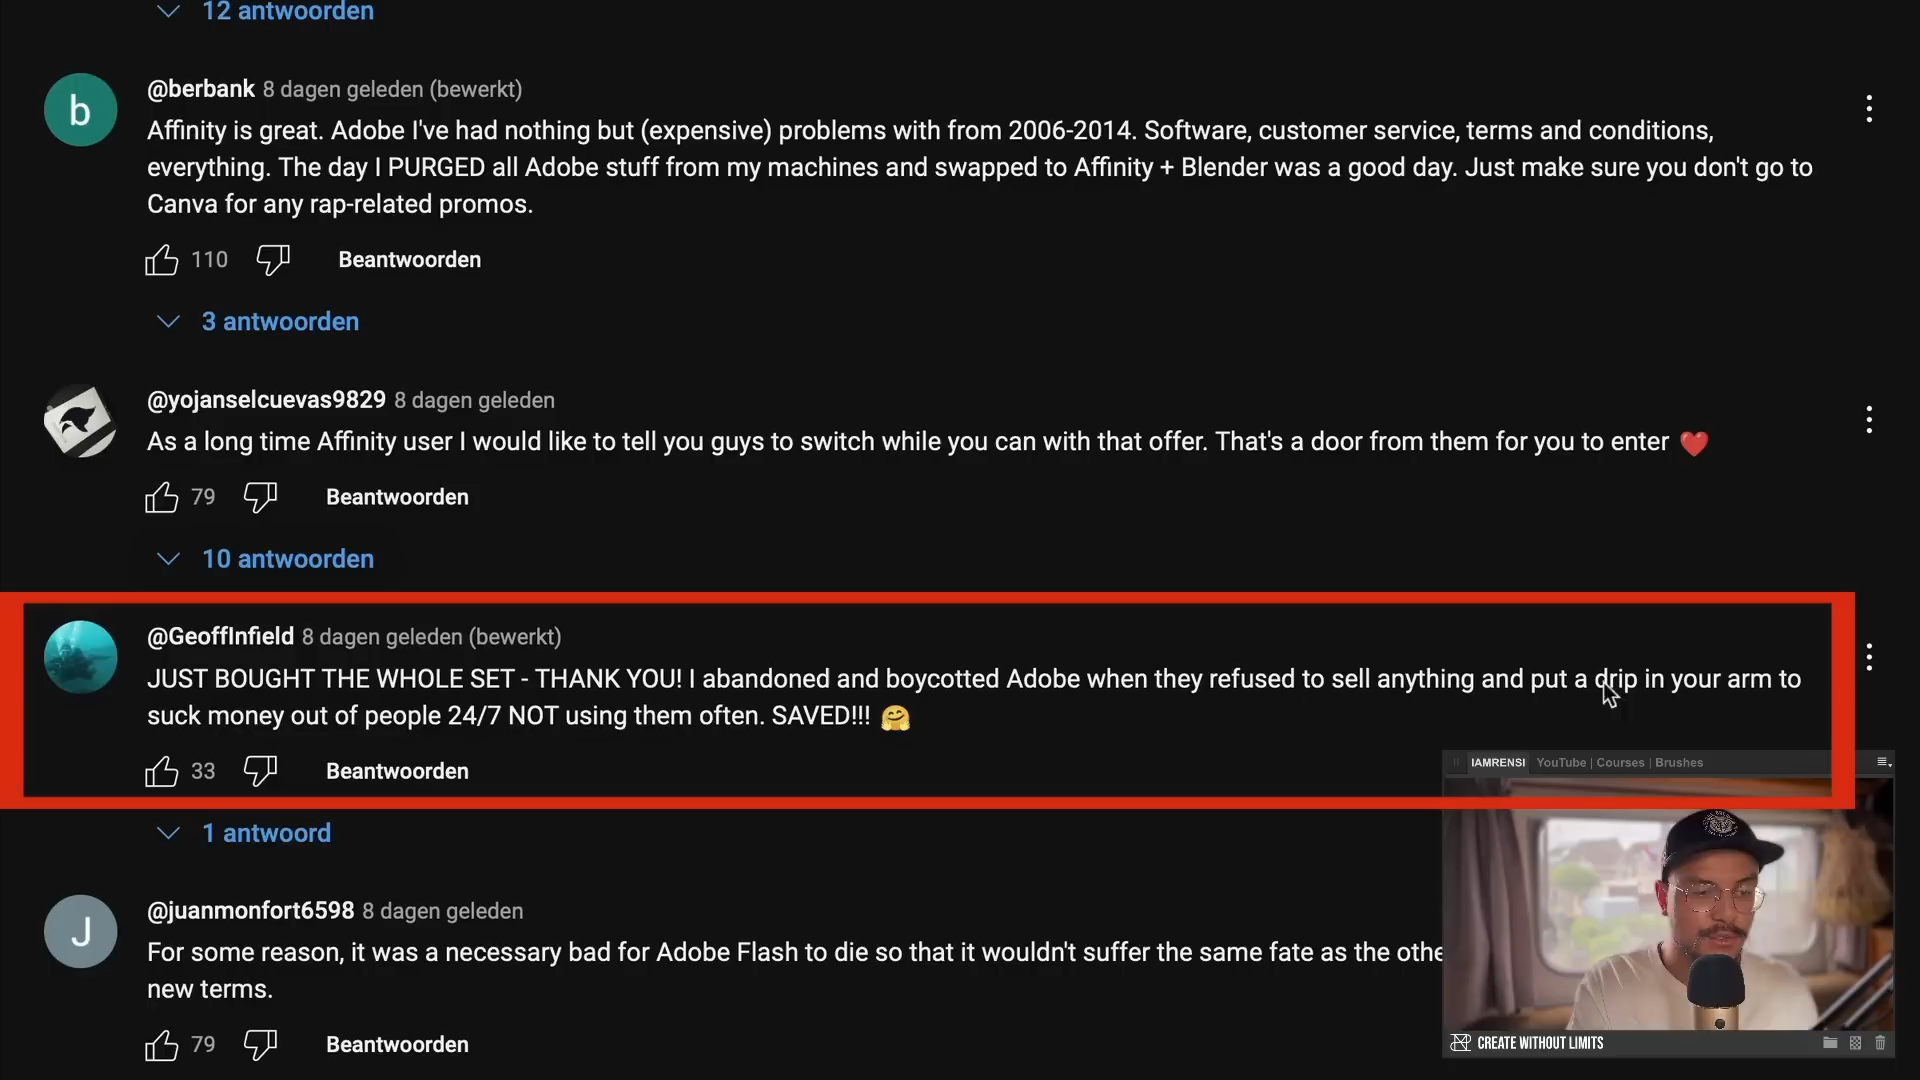 12 antwoorden
@berbank 8 dagen geleden (bewerkt)
Affinity is great. Adobe I've had nothing but (expensive) problems with from 2006-2014. Software, customer service, terms and conditions,
everything. The day I PURGED all Adobe stuff from my machines and swapped to Affinity + Blender was a good day. Just make sure you don't go to
Canva for any rap-related promos.
110 Beantwoorden
3 antwoorden
@yojanselcuevas9829 8 dagen geleden
As a long time Affinity user I would like to tell you guys to switch while you can with that offer. That's a door from them for you to enter ❤️
79 Beantwoorden
10 antwoorden
@GeoffInfield 8 dagen geleden (bewerkt)
JUST BOUGHT THE WHOLE SET - THANK YOU! I abandoned and boycotted Adobe when they refused to sell anything and put a drip in your arm to
suck money out of people 24/7 NOT using them often. SAVED!!! 🤗
33 Beantwoorden
IAMRENSI YouTube | Courses | Brushes
1 antwoord
@juanmonfort6598 8 dagen geleden
For some reason, it was a necessary bad for Adobe Flash to die so that it wouldn't suffer the same fate as the othe
new terms.
79 Beantwoorden
CREATE WITHOUT LIMITS
b
J